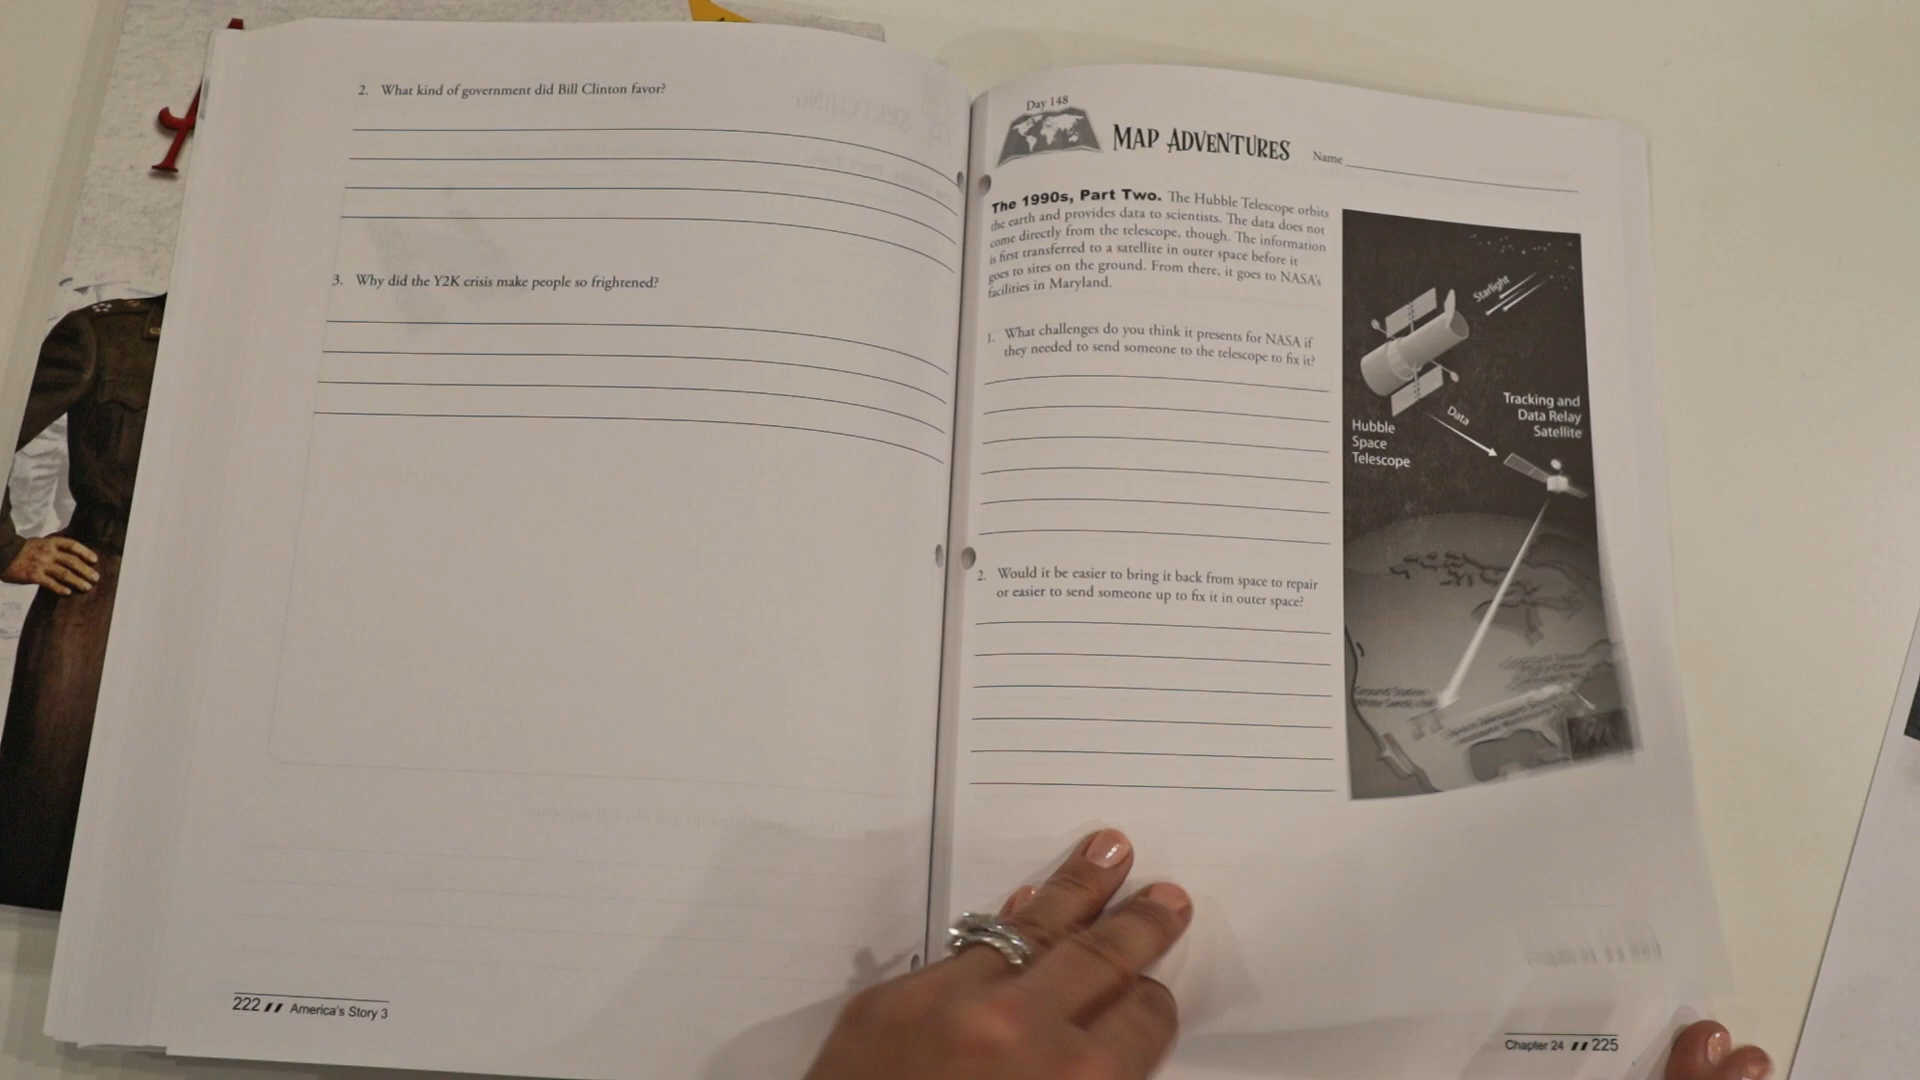 2. What kind of government did Bill Clinton favor?
3. Why did the Y2K crisis make people so frightened?
222 America's Story 3
Day 148
MAP ADVENTURES
Name
The 1990s, Part Two. The Hubble Telescope orbits
the earth and provides data to scientists. The data does not
come directly from the telescope, though. The information
is first transferred to a satellite in outer space before it
goes to sites on the ground. From there, it goes to NASA's
facilities in Maryland.
1. What challenges do you think it presents for NASA if
they needed to send someone to the telescope to fix it?
2. Would it be easier to bring it back from space to repair
or easier to send someone up to fix it in outer space?
Starlight
Data
Hubble
Space
Telescope
Tracking and
Data Relay
Satellite
Ground Station
White Sands
Chapter 24 225